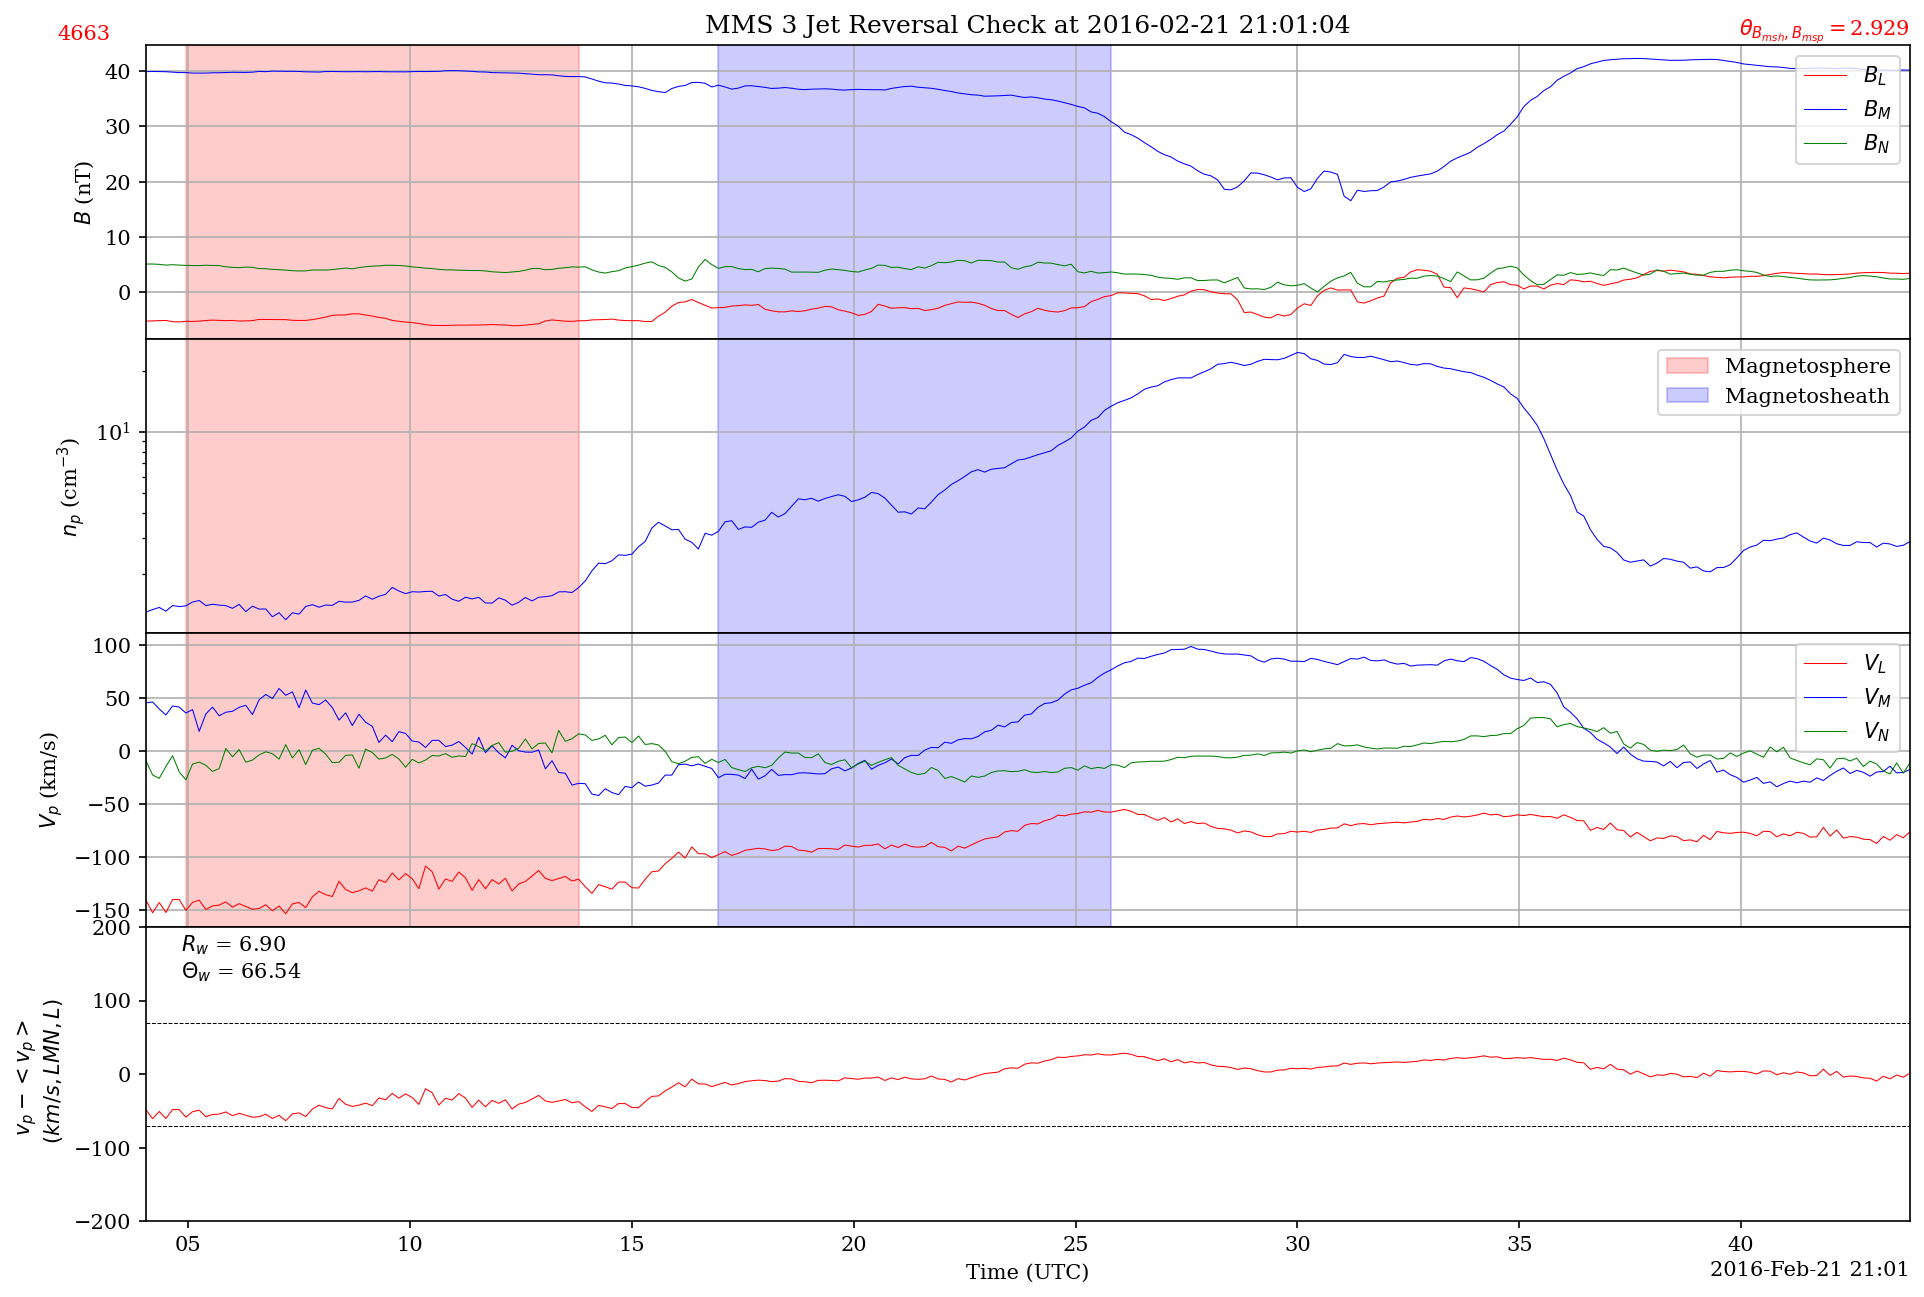 4663
MMS 3 Jet Reversal Check at 2016-02-21 21:01:04
θ_{B_{msh}, B_{msp}} = 2.929
B (nT)
40
30
20
10
0
B_L
B_M
B_N
n_p (cm⁻³)
10¹
Magnetosphere
Magnetosheath
V_p (km/s)
100
50
0
−50
−100
−150
V_L
V_M
V_N
v_p − < v_p >
(km/s, LMN, L)
200
100
0
−100
−200
R_w = 6.90
Θ_w = 66.54
05 10 15 20 25 30 35 40
Time (UTC)
2016-Feb-21 21:01